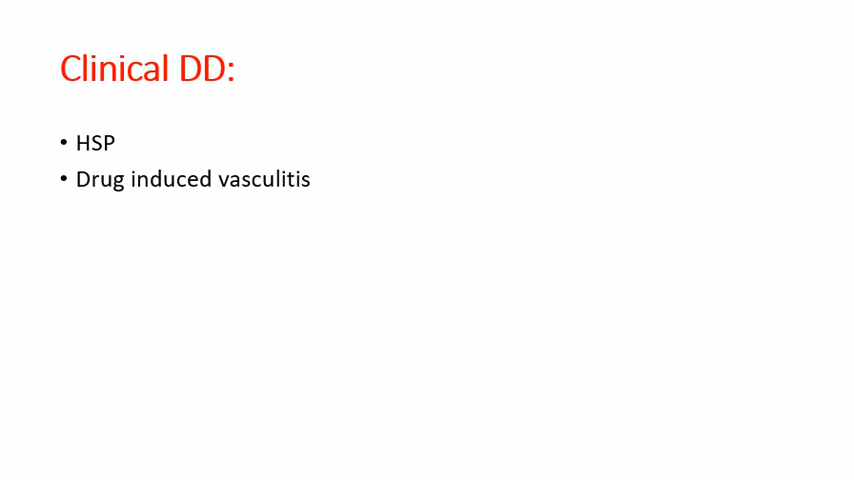 Clinical DD:
• HSP
• Drug induced vasculitis